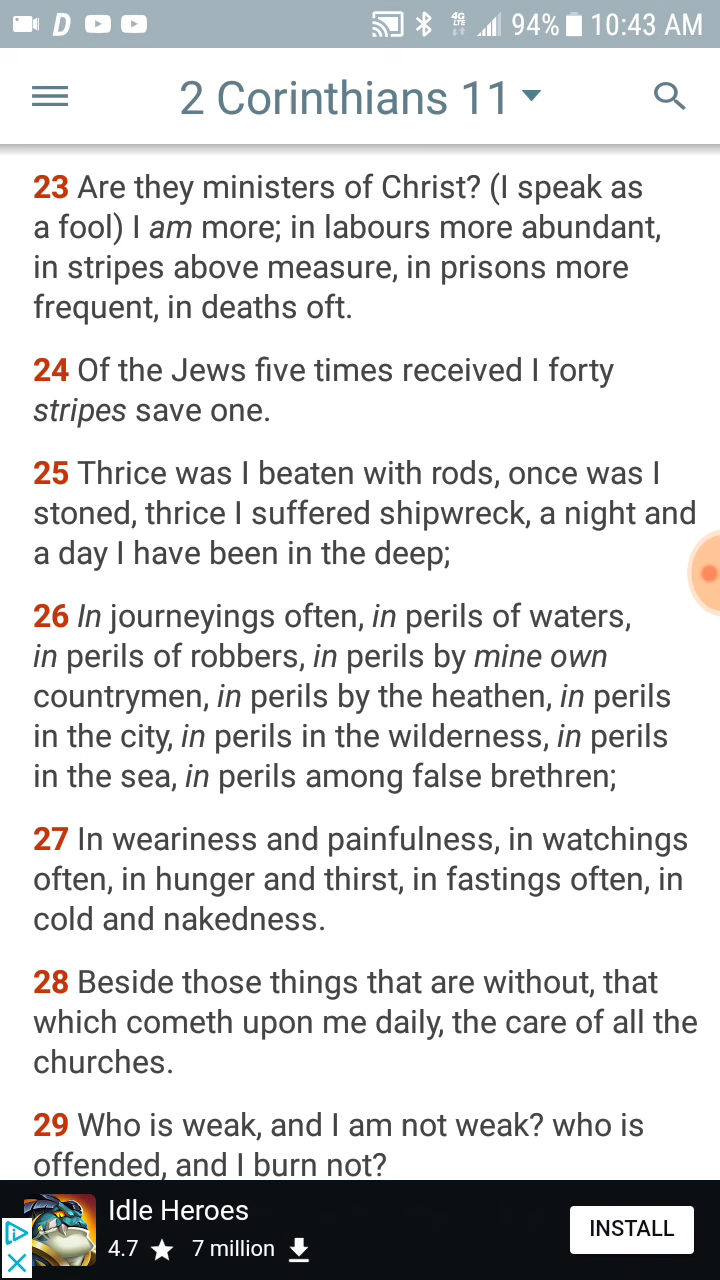 D 4G LTE 94% 10:43 AM
2 Corinthians 11
23 Are they ministers of Christ? (I speak as
a fool) I am more; in labours more abundant,
in stripes above measure, in prisons more
frequent, in deaths oft.
24 Of the Jews five times received I forty
stripes save one.
25 Thrice was I beaten with rods, once was I
stoned, thrice I suffered shipwreck, a night and
a day I have been in the deep;
26 In journeyings often, in perils of waters,
in perils of robbers, in perils by mine own
countrymen, in perils by the heathen, in perils
in the city, in perils in the wilderness, in perils
in the sea, in perils among false brethren;
27 In weariness and painfulness, in watchings
often, in hunger and thirst, in fastings often, in
cold and nakedness.
28 Beside those things that are without, that
which cometh upon me daily, the care of all the
churches.
29 Who is weak, and I am not weak? who is
offended, and I burn not?
Idle Heroes
4.7 ★ 7 million
INSTALL